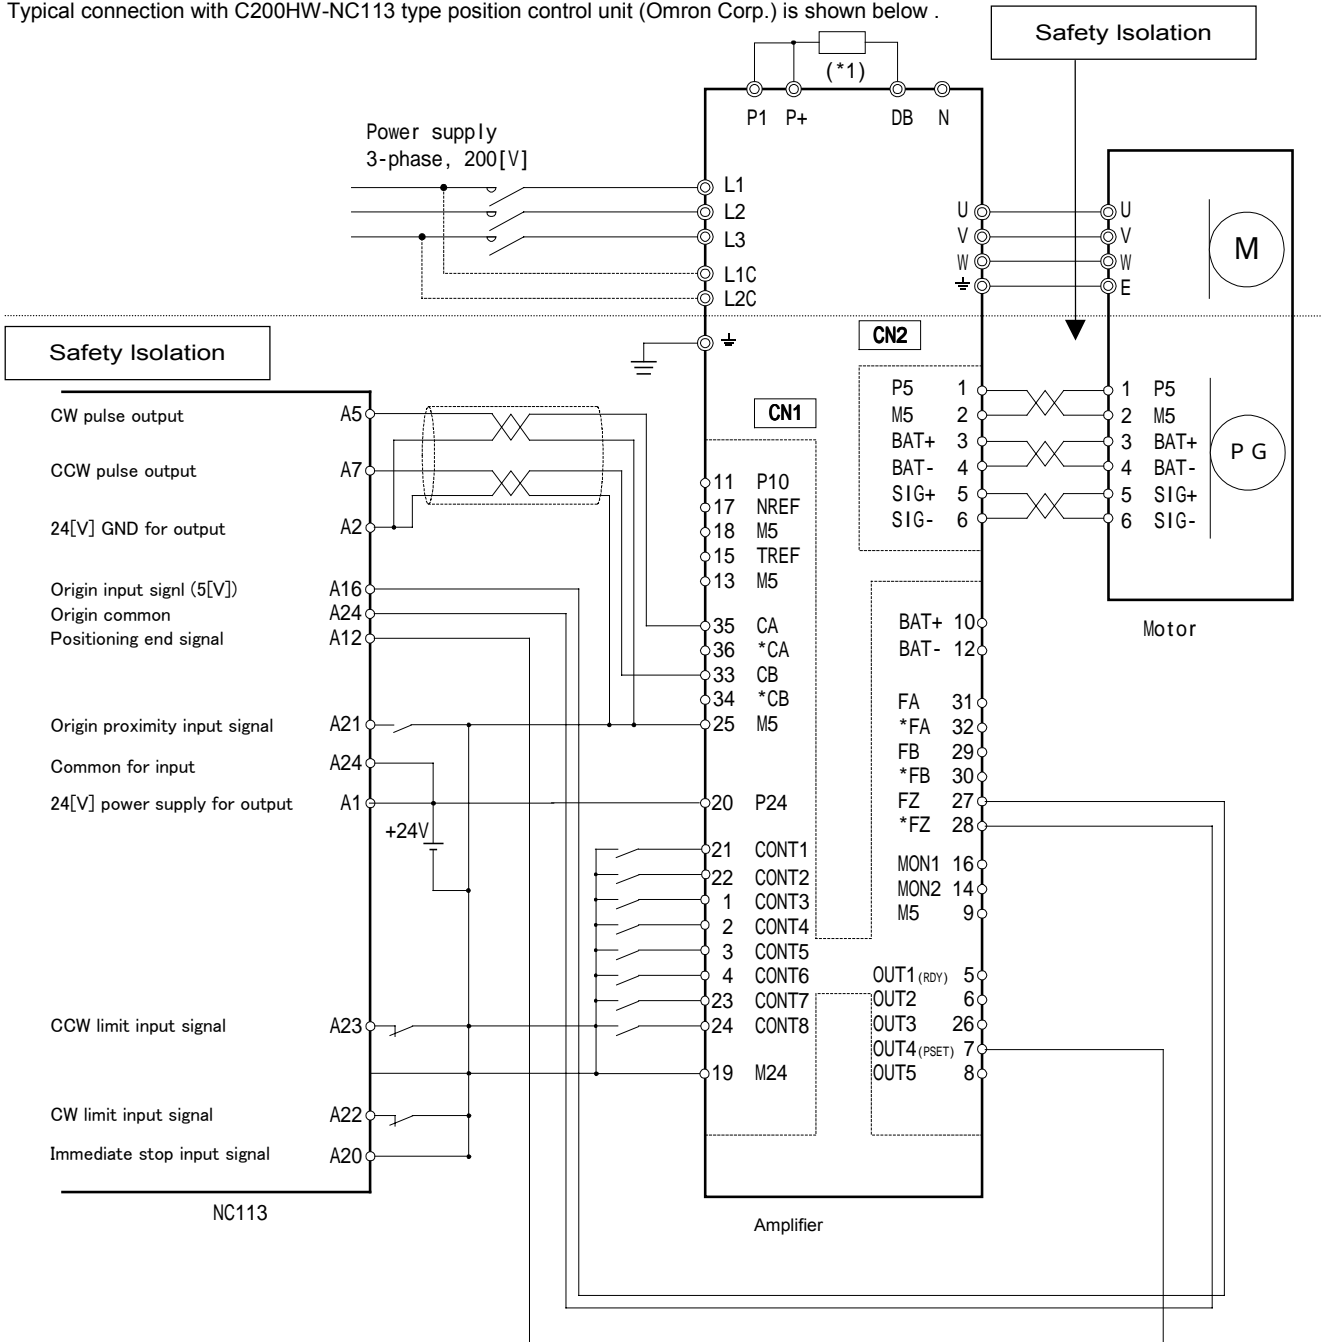 Typical connection with C200HW-NC113 type position control unit (Omron Corp.) is shown below .
Safety Isolation
(*1)
P1 P+ DB N
Power supply
3-phase, 200[V]
L1
L2
L3
L1C
L2C
U
V
W
U
V
W
E
M
Safety Isolation
CN2
P5 1
M5 2
BAT+ 3
BAT- 4
SIG+ 5
SIG- 6
1 P5
2 M5
3 BAT+
4 BAT-
5 SIG+
6 SIG-
P G
Motor
CW pulse output A5
CCW pulse output A7
24[V] GND for output A2
Origin input signl (5[V]) A16
Origin common A24
Positioning end signal A12
Origin proximity input signal A21
Common for input A24
24[V] power supply for output A1
+24V
CCW limit input signal A23
CW limit input signal A22
Immediate stop input signal A20
NC113
CN1
11 P10
17 NREF
18 M5
15 TREF
13 M5
35 CA
36 *CA
33 CB
34 *CB
25 M5
20 P24
21 CONT1
22 CONT2
1 CONT3
2 CONT4
3 CONT5
4 CONT6
23 CONT7
24 CONT8
19 M24
BAT+ 10
BAT- 12
FA 31
*FA 32
FB 29
*FB 30
FZ 27
*FZ 28
MON1 16
MON2 14
M5 9
OUT1(RDY) 5
OUT2 6
OUT3 26
OUT4(PSET) 7
OUT5 8
Amplifier